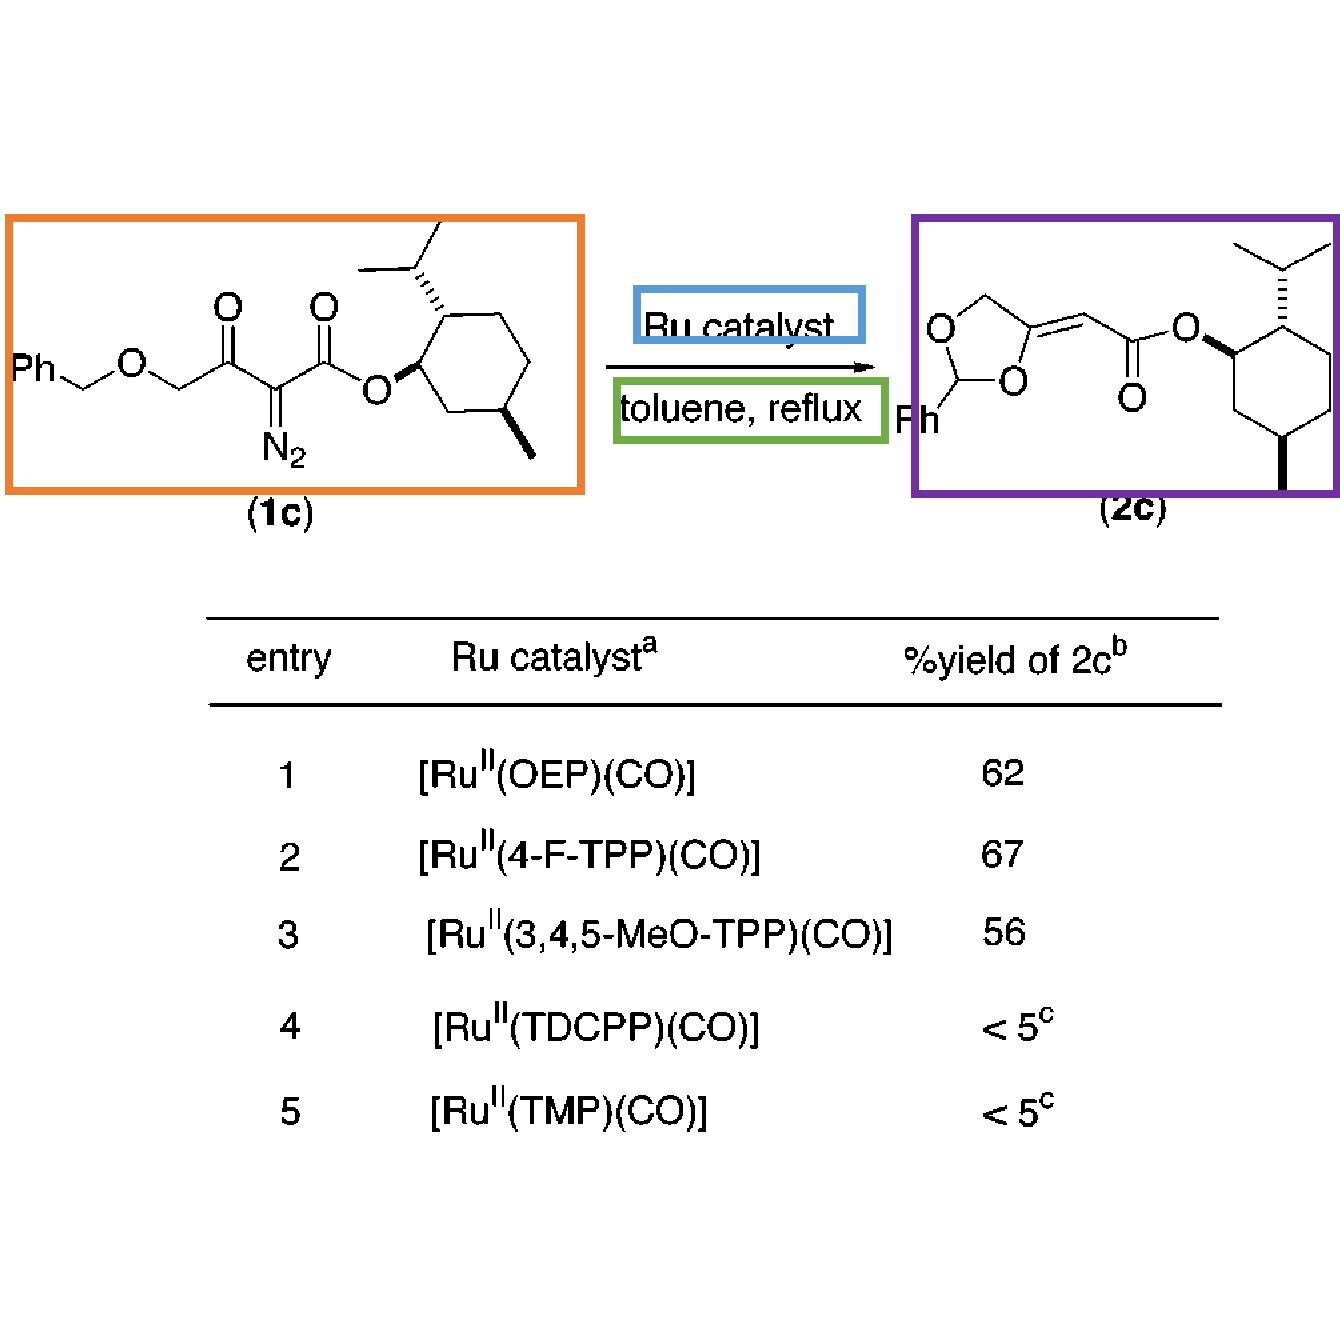 O O
Ph O O
N2
(1c)
Ru catalyst
toluene, reflux
O O O O
Ph
(2c)
entry Ru catalyst^a %yield of 2c^b
1 [Ru^II(OEP)(CO)] 62
2 [Ru^II(4-F-TPP)(CO)] 67
3 [Ru^II(3,4,5-MeO-TPP)(CO)] 56
4 [Ru^II(TDCPP)(CO)] < 5^c
5 [Ru^II(TMP)(CO)] < 5^c